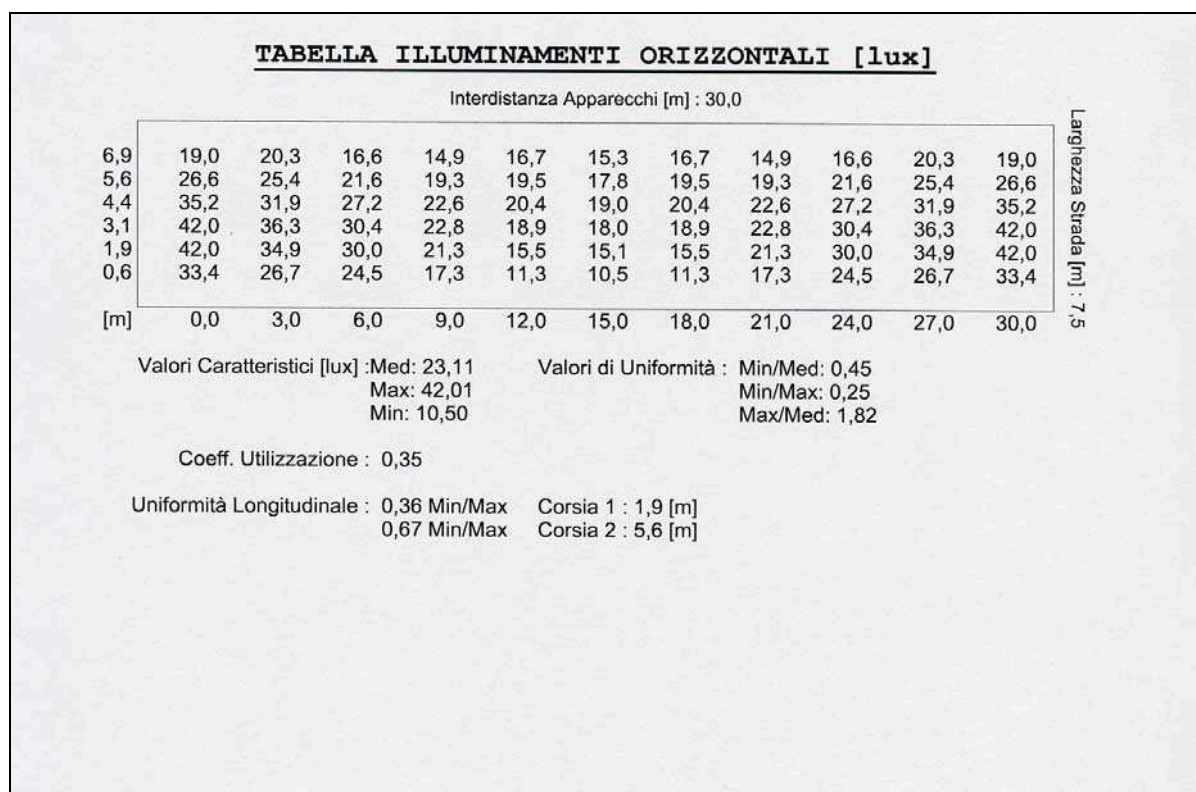 TABELLA ILLUMINAMENTI ORIZZONTALI [lux]
Interdistanza Apparecchi [m] : 30,0
6,9 19,0 20,3 16,6 14,9 16,7 15,3 16,7 14,9 16,6 20,3 19,0
5,6 26,6 25,4 21,6 19,3 19,5 17,8 19,5 19,3 21,6 25,4 26,6
4,4 35,2 31,9 27,2 22,6 20,4 19,0 20,4 22,6 27,2 31,9 35,2
3,1 42,0 36,3 30,4 22,8 18,9 18,0 18,9 22,8 30,4 36,3 42,0
1,9 42,0 34,9 30,0 21,3 15,5 15,1 15,5 21,3 30,0 34,9 42,0
0,6 33,4 26,7 24,5 17,3 11,3 10,5 11,3 17,3 24,5 26,7 33,4
[m] 0,0 3,0 6,0 9,0 12,0 15,0 18,0 21,0 24,0 27,0 30,0
Larghezza Strada [m] : 7,5
Valori Caratteristici [lux] :Med: 23,11 Valori di Uniformità : Min/Med: 0,45
Max: 42,01 Min/Max: 0,25
Min: 10,50 Max/Med: 1,82
Coeff. Utilizzazione : 0,35
Uniformità Longitudinale : 0,36 Min/Max Corsia 1 : 1,9 [m]
0,67 Min/Max Corsia 2 : 5,6 [m]